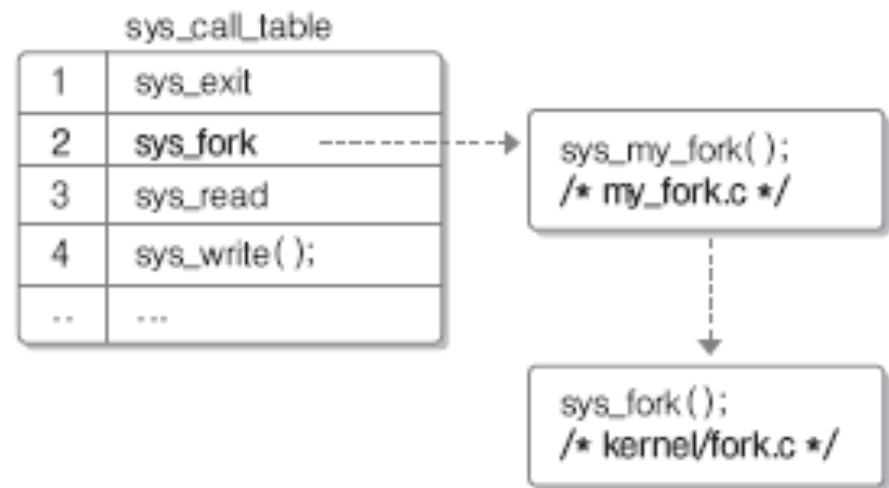 sys_call_table
1 sys_exit
2 sys_fork
3 sys_read
4 sys_write( );
.. ...
sys_my_fork( );
/* my_fork.c */
sys_fork( );
/* kernel/fork.c */